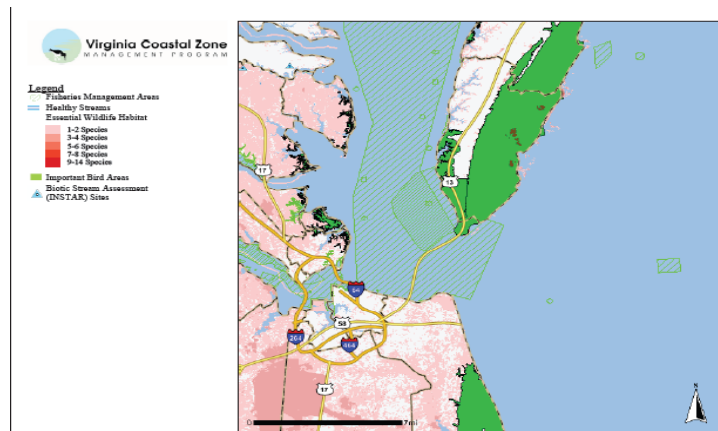 Virginia Coastal Zone
MANAGEMENT PROGRAM
Legend
Fisheries Management Areas
Healthy Streams
Essential Wildlife Habitat
1-2 Species
3-4 Species
5-6 Species
7-8 Species
9-14 Species
Important Bird Areas
Biotic Stream Assessment
(INSTAR) Sites
17
13
64
58
264
464
17
0 7mi
N